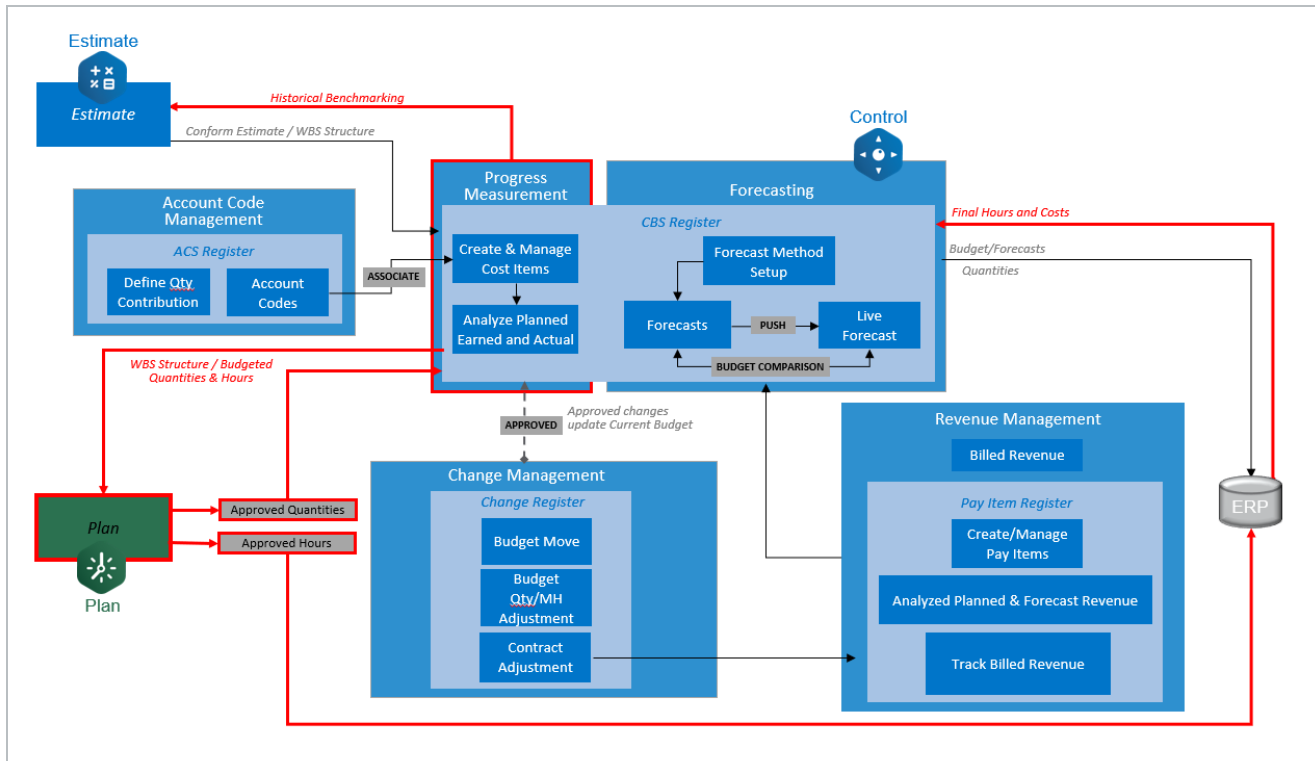 Estimate
Estimate
Historical Benchmarking
Conform Estimate / WBS Structure
Control
Account Code
Management
ACS Register
Define Qty
Contribution
Account
Codes
ASSOCIATE
Progress
Measurement
Forecasting
CBS Register
Create & Manage
Cost Items
Analyze Planned
Earned and Actual
Forecast Method
Setup
Forecasts
PUSH
Live
Forecast
BUDGET COMPARISON
Final Hours and Costs
Budget/Forecasts
Quantities
WBS Structure / Budgeted
Quantities & Hours
APPROVED
Approved changes
update Current Budget
Plan
Plan
Approved Quantities
Approved Hours
Change Management
Change Register
Budget Move
Budget
Qty/MH
Adjustment
Contract
Adjustment
Revenue Management
Billed Revenue
Pay Item Register
Create/Manage
Pay Items
Analyzed Planned & Forecast Revenue
Track Billed Revenue
ERP